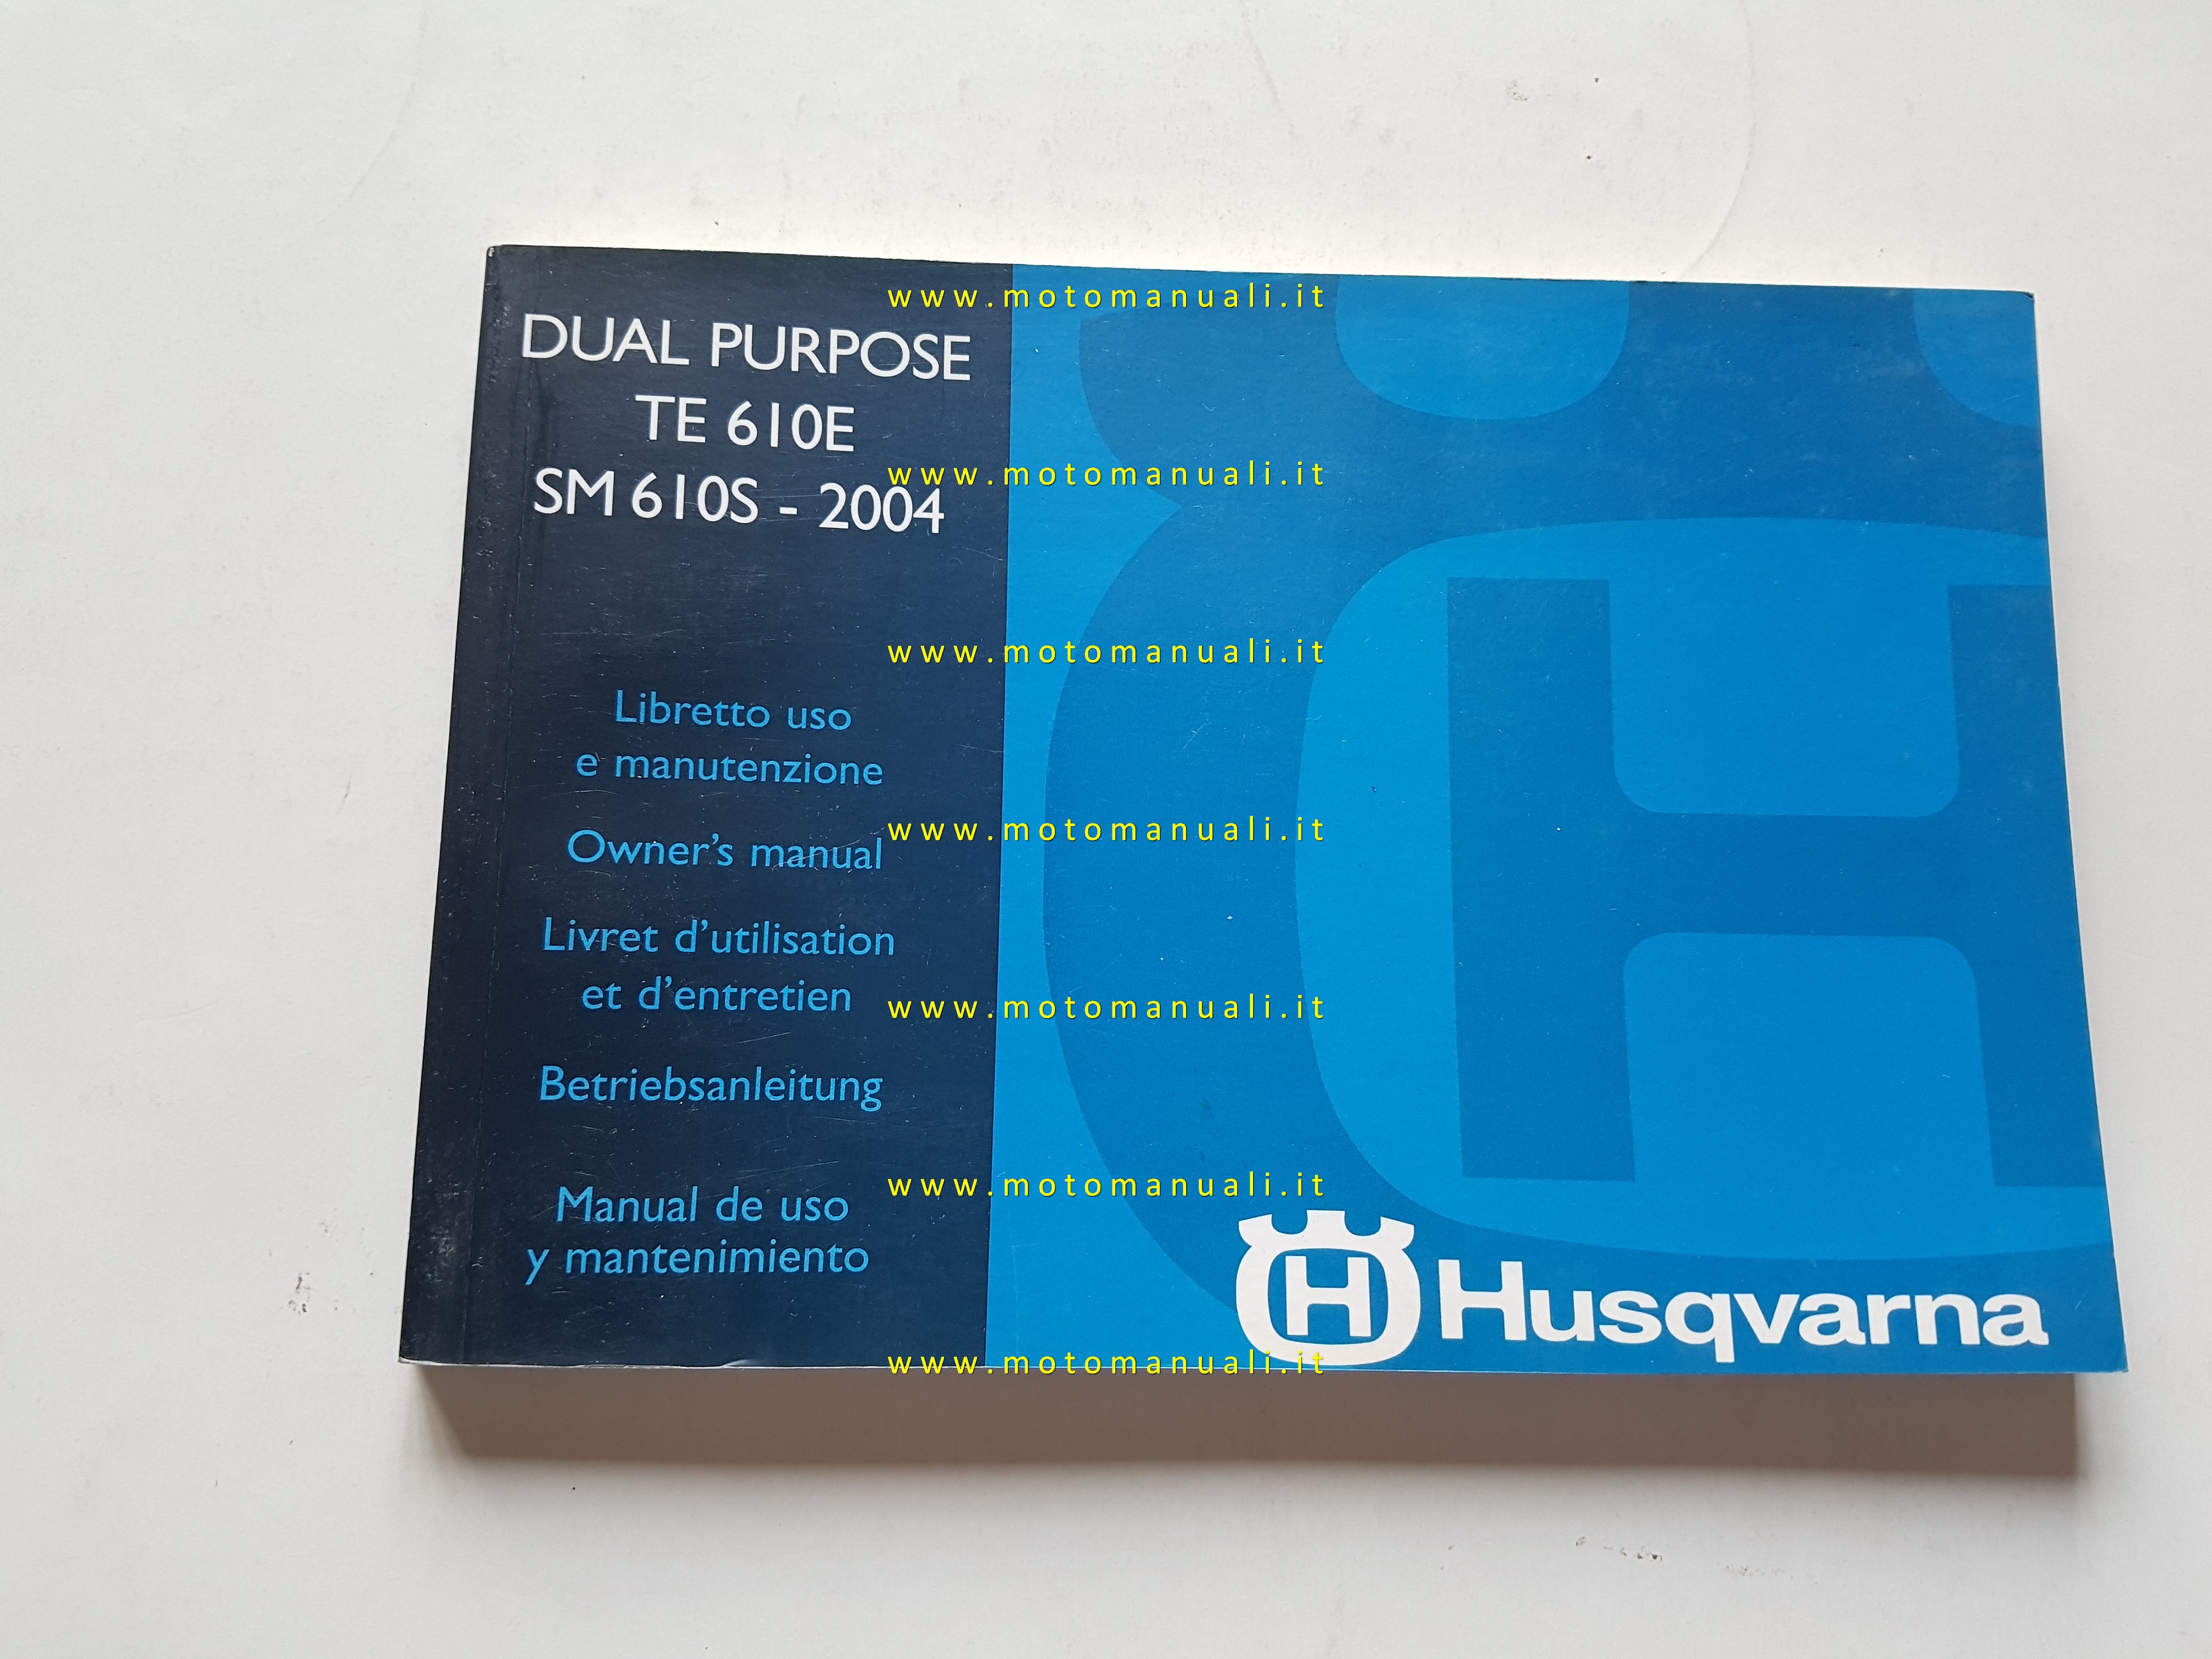 www.motomanuali.it
DUAL PURPOSE
TE 610E
www.motomanuali.it
SM 610S - 2004
www.motomanuali.it
Libretto uso
e manutenzione
www.motomanuali.it
Owner's manual
Livret d'utilisation
et d'entretien
www.motomanuali.it
Betriebsanleitung
www.motomanuali.it
Manual de uso
y mantenimiento
H Husqvarna
www.motomanuali.it